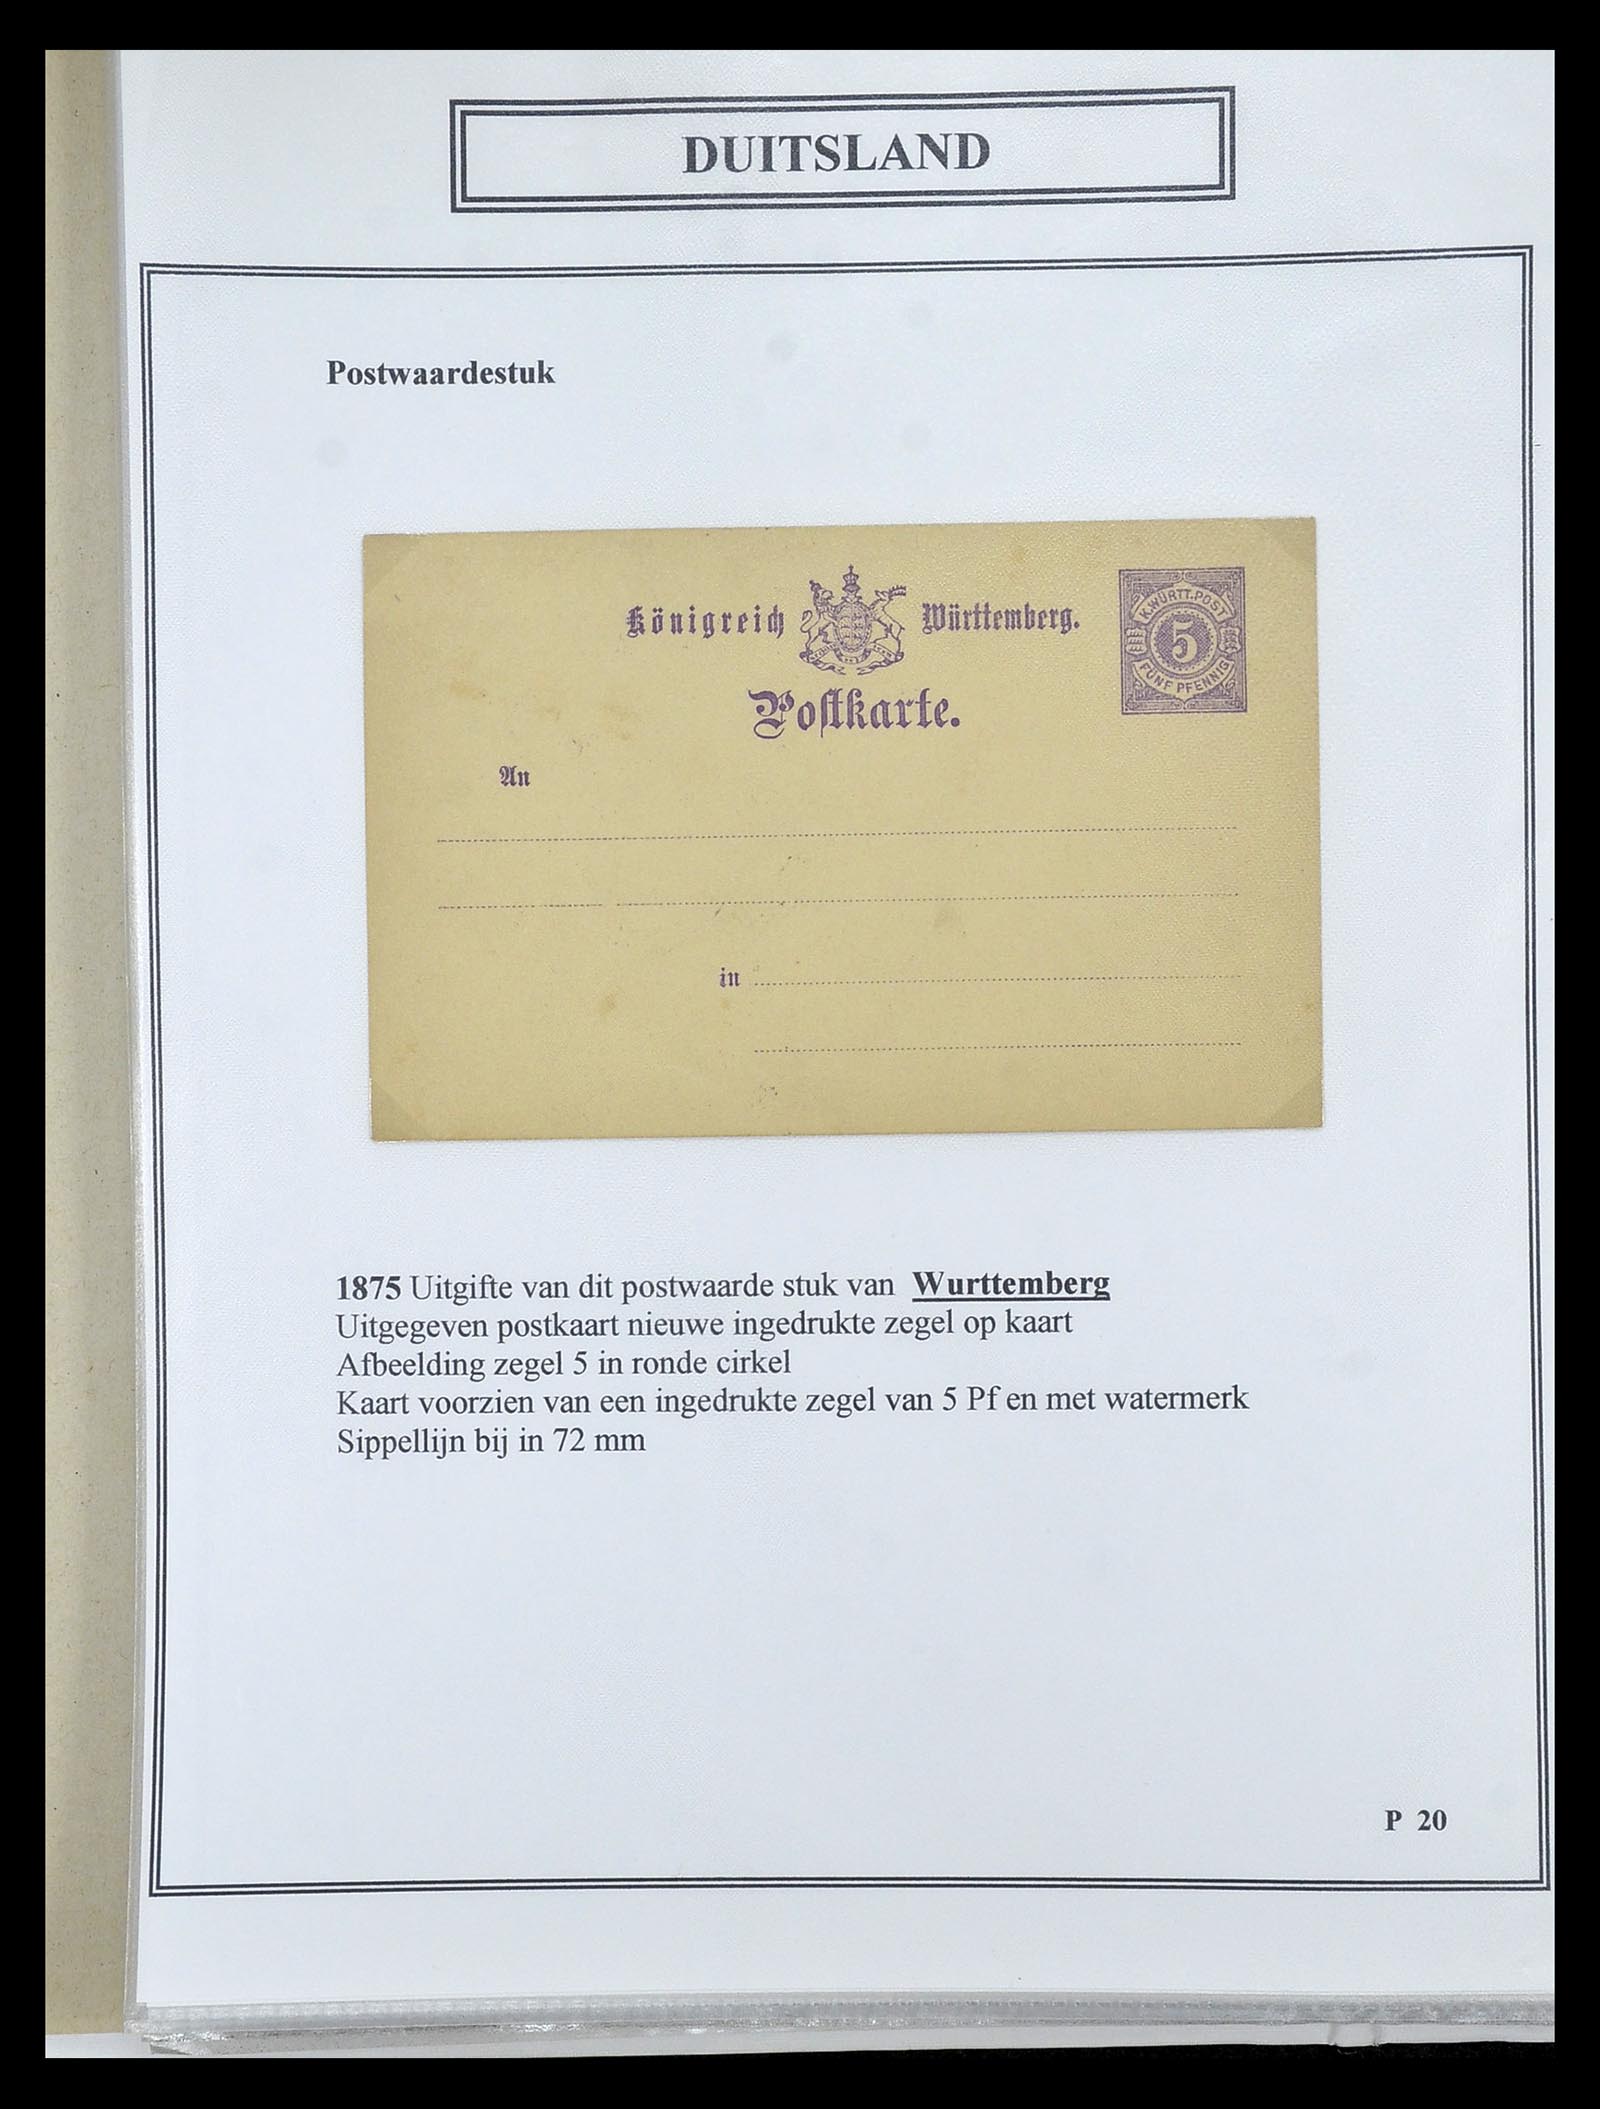 DUITSLAND
Postwaardestuk
Königreich Württemberg.
K. WÜRTT. POST
5
FÜNF PFENNIG
Postkarte.
An
in
1875 Uitgifte van dit postwaarde stuk van Wurttemberg
Uitgegeven postkaart nieuwe ingedrukte zegel op kaart
Afbeelding zegel 5 in ronde cirkel
Kaart voorzien van een ingedrukte zegel van 5 Pf en met watermerk
Sippellijn bij in 72 mm
P 20